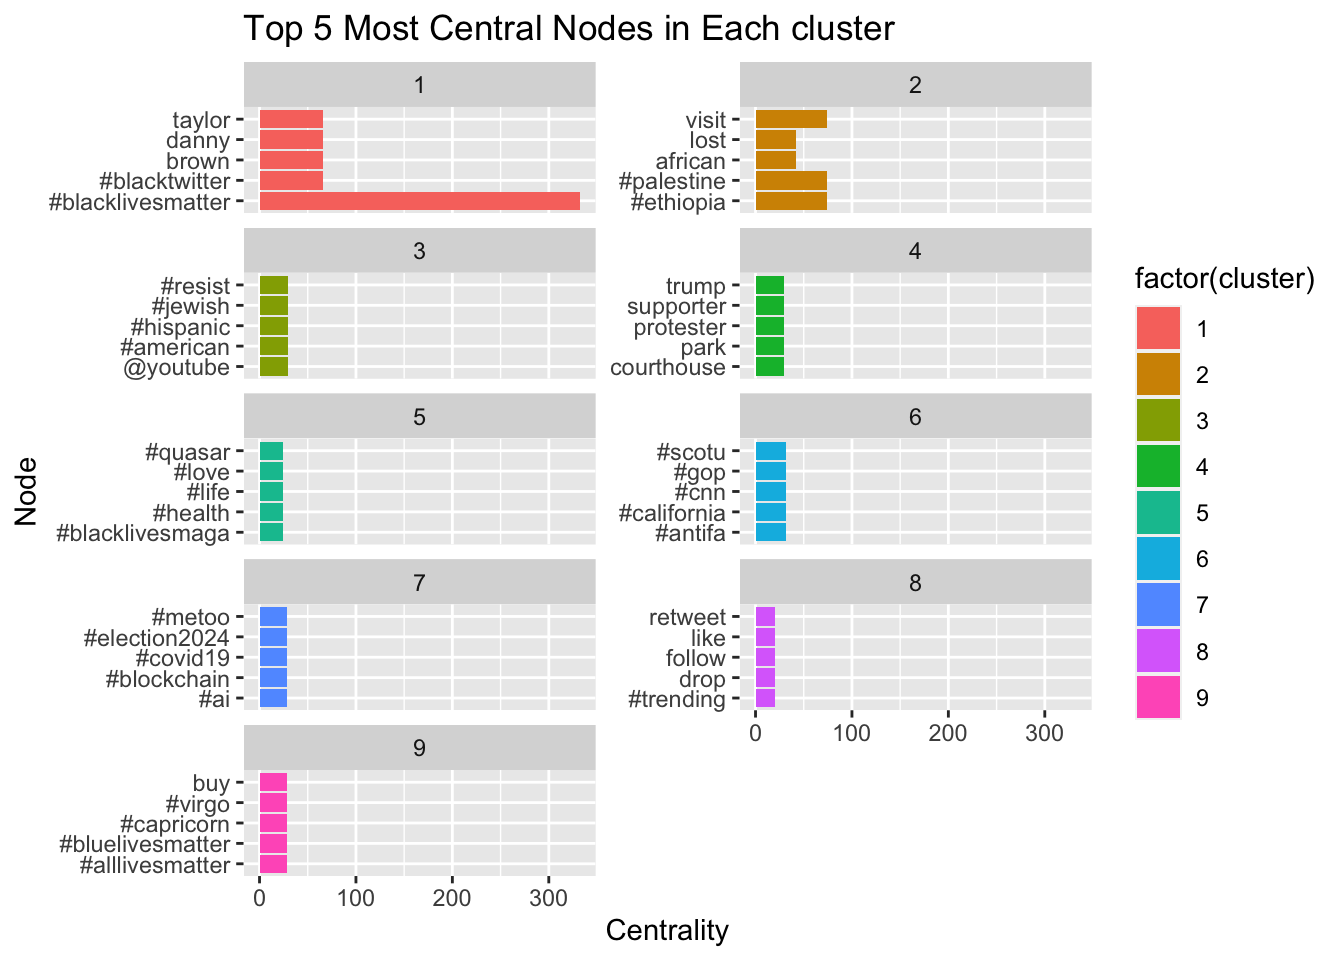 Top 5 Most Central Nodes in Each cluster
1
taylor
danny
brown
#blacktwitter
#blacklivesmatter
2
visit
lost
african
#palestine
#ethiopia
3
#resist
#jewish
#hispanic
#american
@youtube
4
trump
supporter
protester
park
courthouse
5
#quasar
#love
#life
#health
#blacklivesmaga
6
#scotu
#gop
#cnn
#california
#antifa
7
#metoo
#election2024
#covid19
#blockchain
#ai
8
retweet
like
follow
drop
#trending
0 100 200 300
9
buy
#virgo
#capricorn
#bluelivesmatter
#alllivesmatter
0 100 200 300
Centrality
Node
factor(cluster)
1
2
3
4
5
6
7
8
9